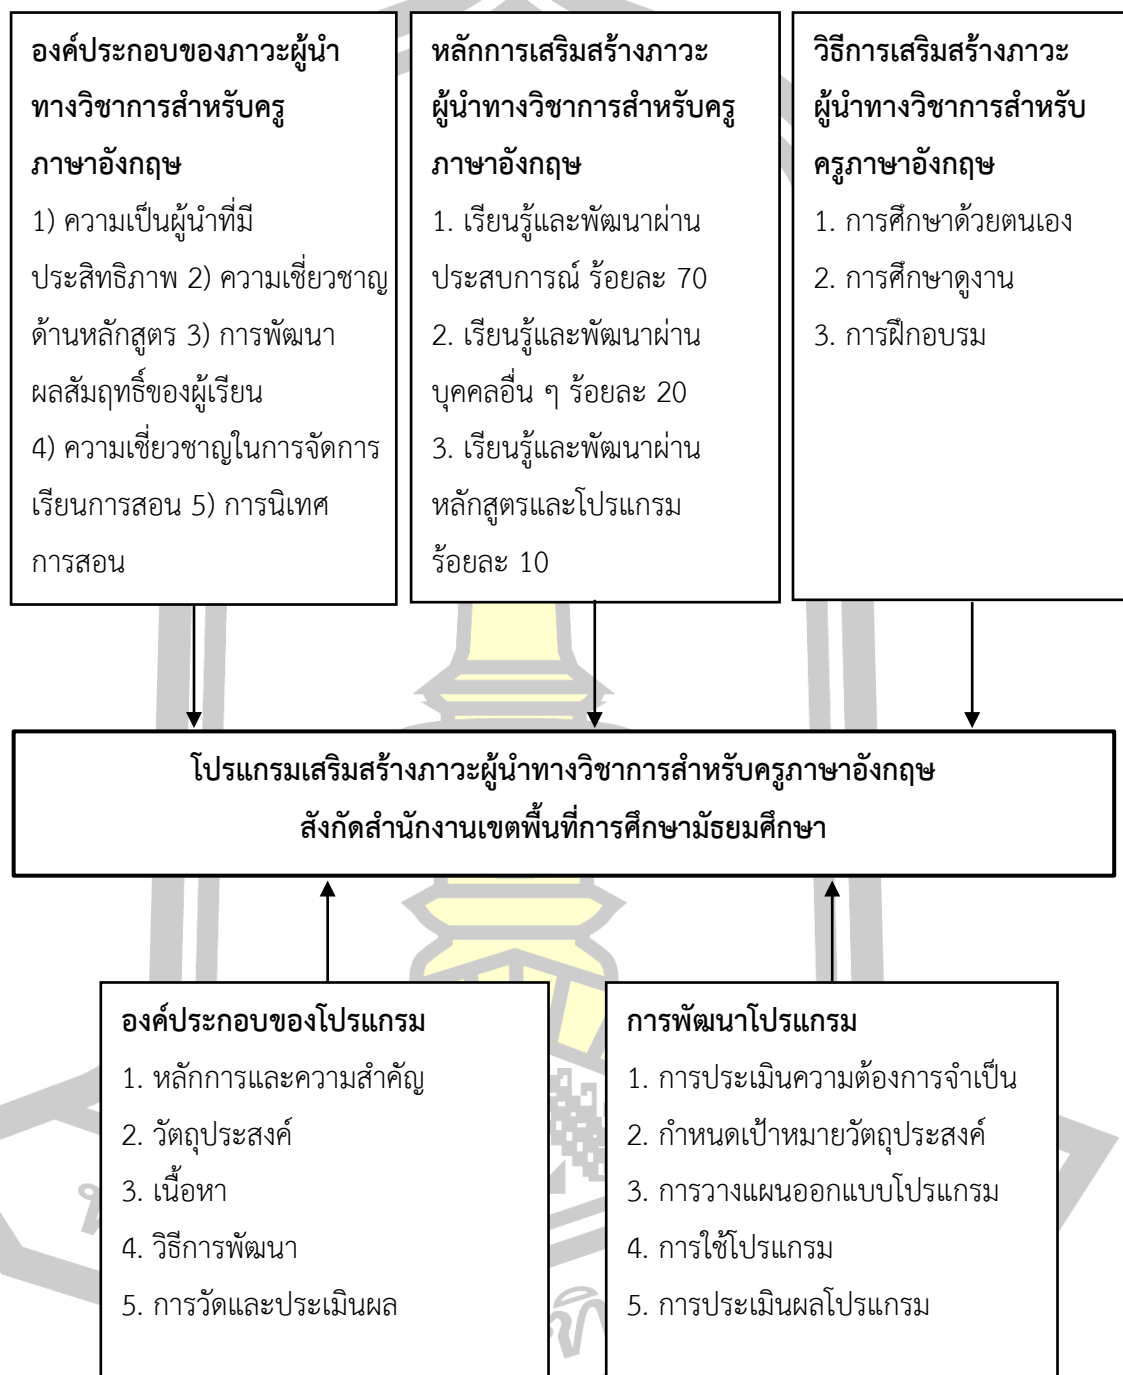 องค์ประกอบของภาวะผู้นำ
ทางวิชาการสำหรับครู
ภาษาอังกฤษ
1) ความเป็นผู้นำที่มี
ประสิทธิภาพ 2) ความเชี่ยวชาญ
ด้านหลักสูตร 3) การพัฒนา
ผลสัมฤทธิ์ของผู้เรียน
4) ความเชี่ยวชาญในการจัดการ
เรียนการสอน 5) การนิเทศ
การสอน
หลักการเสริมสร้างภาวะ
ผู้นำทางวิชาการสำหรับครู
ภาษาอังกฤษ
1. เรียนรู้และพัฒนาผ่าน
ประสบการณ์ ร้อยละ 70
2. เรียนรู้และพัฒนาผ่าน
บุคคลอื่น ๆ ร้อยละ 20
3. เรียนรู้และพัฒนาผ่าน
หลักสูตรและโปรแกรม
ร้อยละ 10
วิธีการเสริมสร้างภาวะ
ผู้นำทางวิชาการสำหรับ
ครูภาษาอังกฤษ
1. การศึกษาด้วยตนเอง
2. การศึกษาดูงาน
3. การฝึกอบรม
โปรแกรมเสริมสร้างภาวะผู้นำทางวิชาการสำหรับครูภาษาอังกฤษ
สังกัดสำนักงานเขตพื้นที่การศึกษามัธยมศึกษา
องค์ประกอบของโปรแกรม
1. หลักการและความสำคัญ
2. วัตถุประสงค์
3. เนื้อหา
4. วิธีการพัฒนา
5. การวัดและประเมินผล
การพัฒนาโปรแกรม
1. การประเมินความต้องการจำเป็น
2. กำหนดเป้าหมายวัตถุประสงค์
3. การวางแผนออกแบบโปรแกรม
4. การใช้โปรแกรม
5. การประเมินผลโปรแกรม